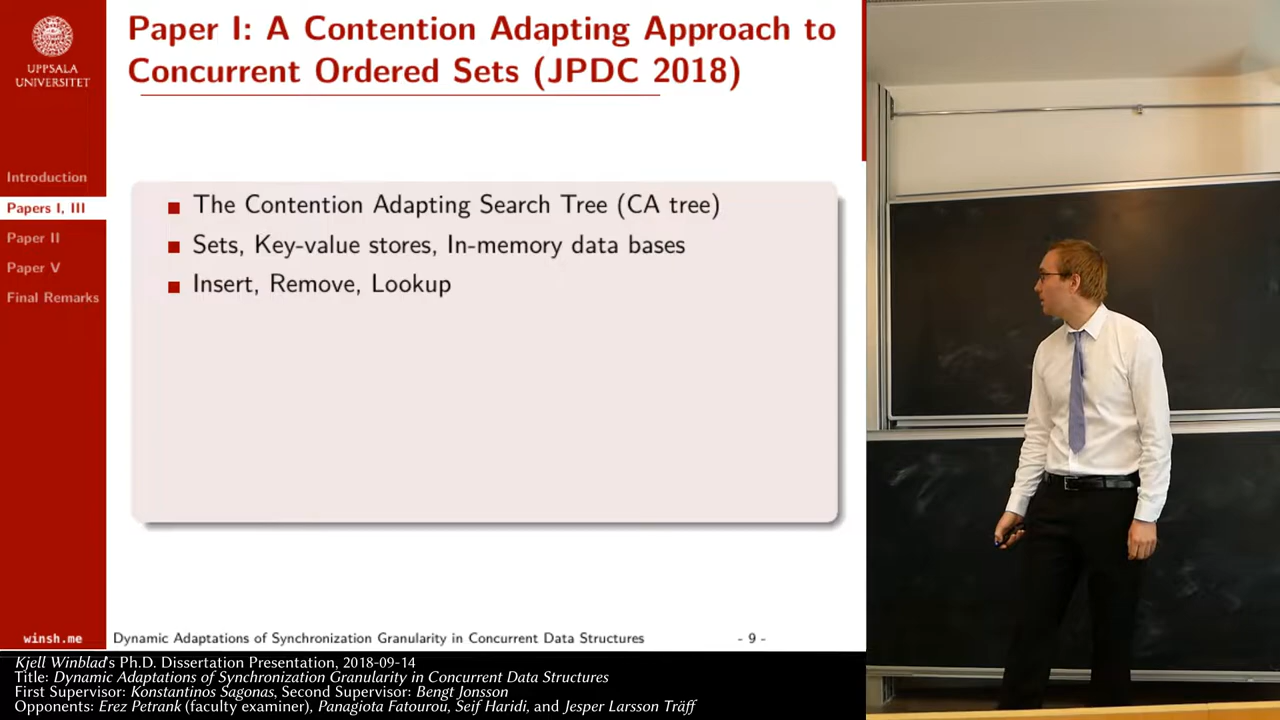 Paper I: A Contention Adapting Approach to
Concurrent Ordered Sets (JPDC 2018)
UPPSALA
UNIVERSITET
Introduction
Papers I, III
Paper II
Paper V
Final Remarks
The Contention Adapting Search Tree (CA tree)
Sets, Key-value stores, In-memory data bases
Insert, Remove, Lookup
winsh.me
Dynamic Adaptations of Synchronization Granularity in Concurrent Data Structures
- 9 -
Kjell Winblad's Ph.D. Dissertation Presentation, 2018-09-14
Title: Dynamic Adaptations of Synchronization Granularity in Concurrent Data Structures
First Supervisor: Konstantinos Sagonas, Second Supervisor: Bengt Jonsson
Opponents: Erez Petrank (faculty examiner), Panagiota Fatourou, Seif Haridi, and Jesper Larsson Träff